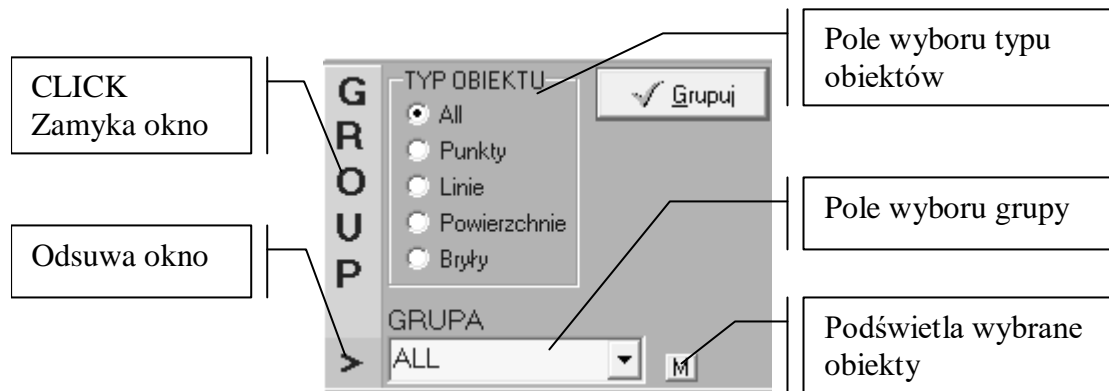 CLICK
Zamyka okno
Odsuwa okno
GROUP
>
TYP OBIEKTU
All
Punkty
Linie
Powierzchnie
Bryły
GRUPA
ALL
M
Grupuj
Pole wyboru typu
obiektów
Pole wyboru grupy
Podświetla wybrane
obiekty